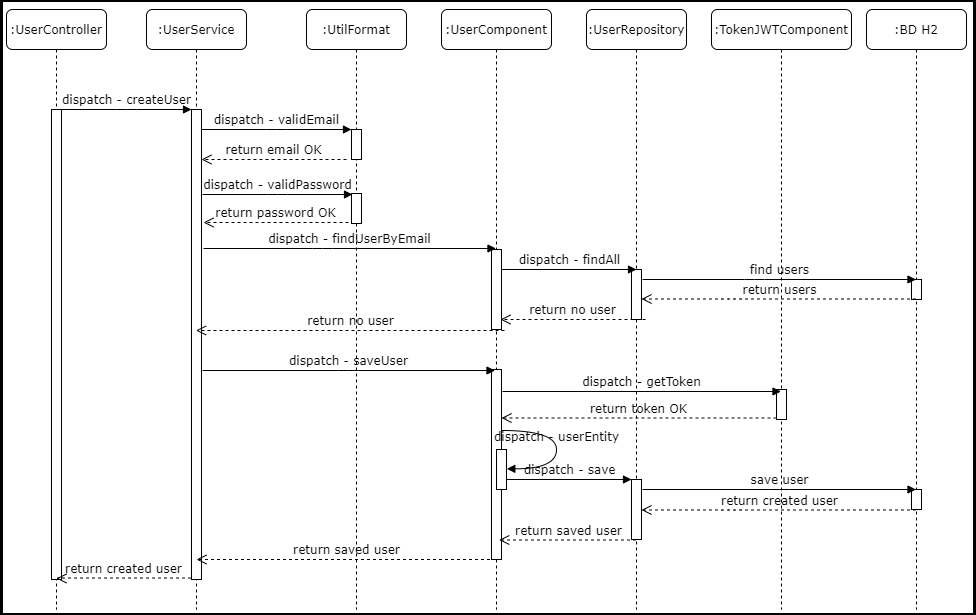 :UserController
:UserService
:UtilFormat
:UserComponent
:UserRepository
:TokenJWTComponent
:BD H2
dispatch - createUser
dispatch - validEmail
return email OK
dispatch - validPassword
return password OK
dispatch - findUserByEmail
dispatch - findAll
find users
return users
return no user
return no user
dispatch - saveUser
dispatch - getToken
return token OK
dispatch - userEntity
dispatch - save
save user
return created user
return saved user
return saved user
return created user